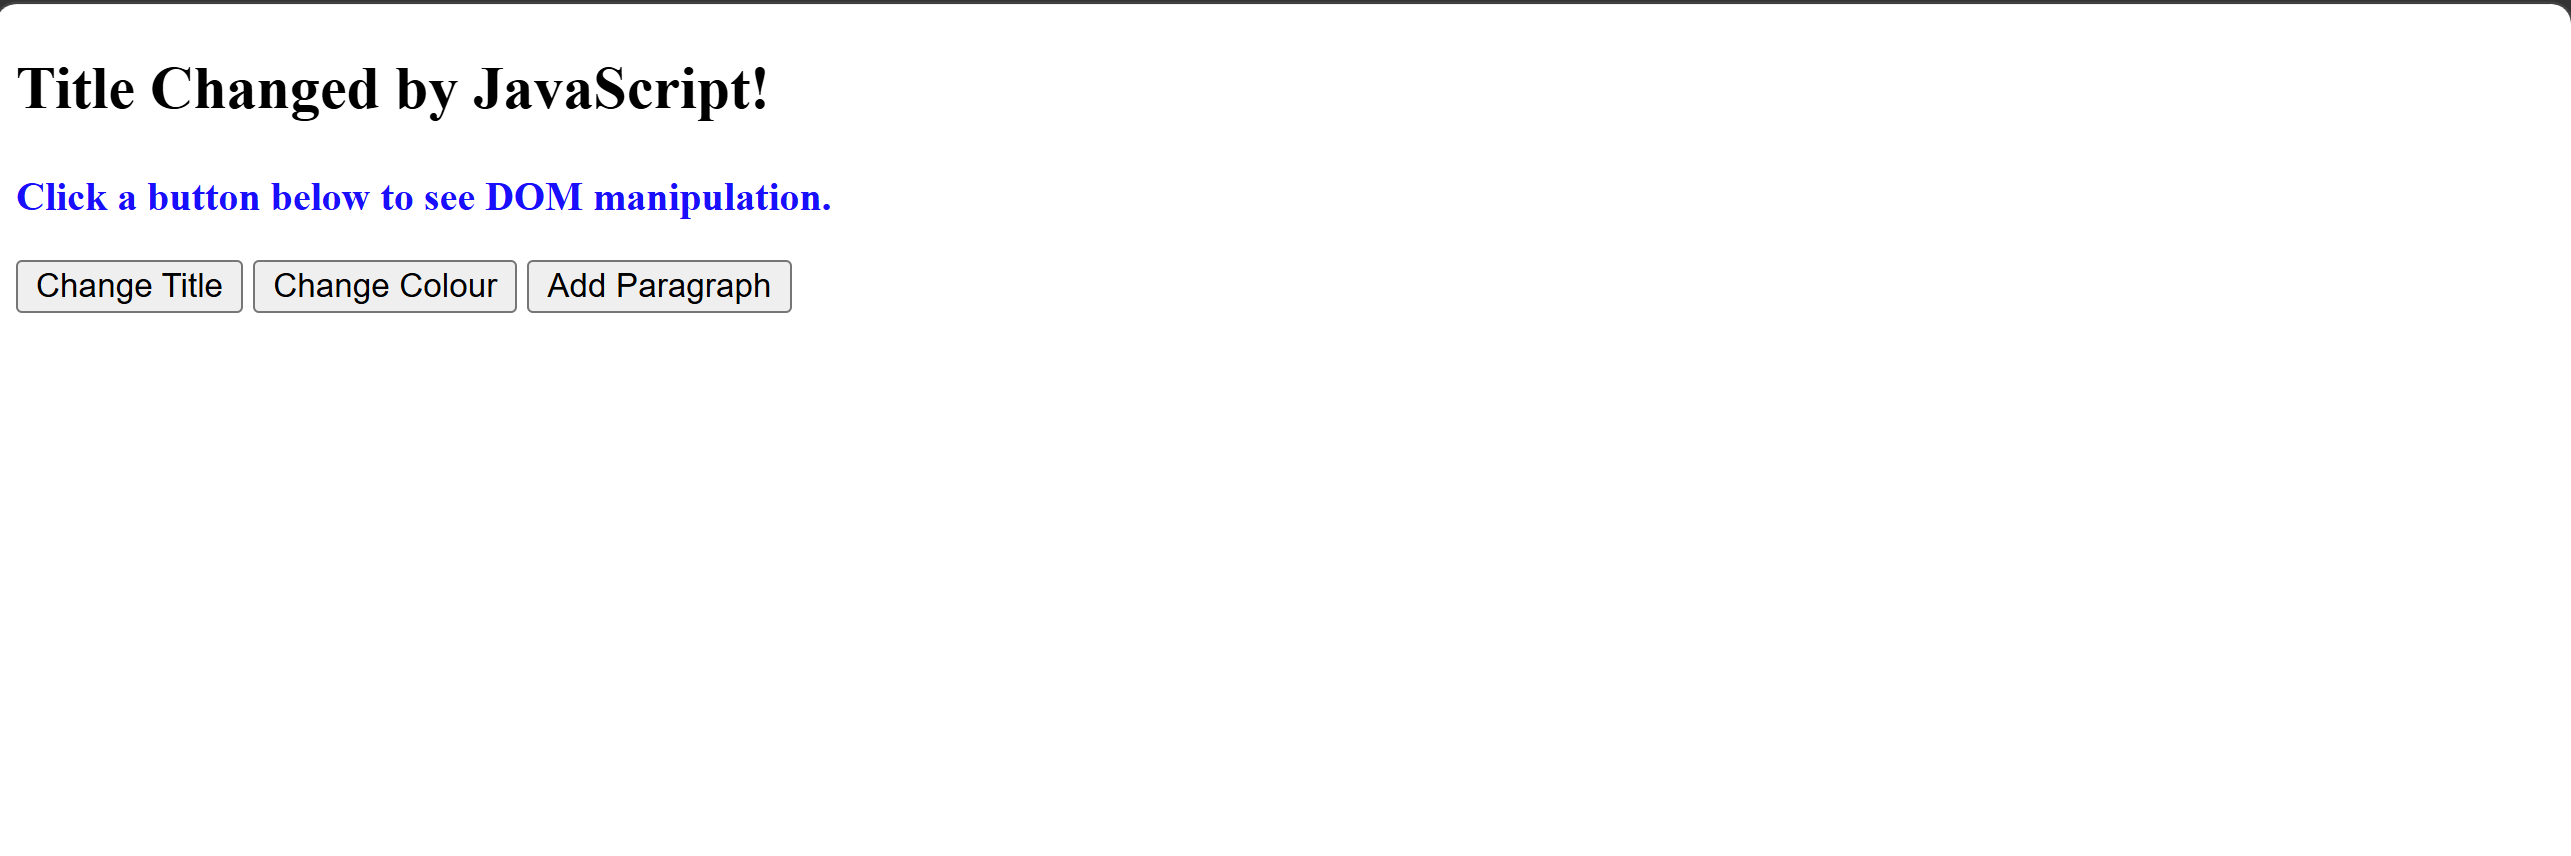 Title Changed by JavaScript!
Click a button below to see DOM manipulation.
Change Title Change Colour Add Paragraph